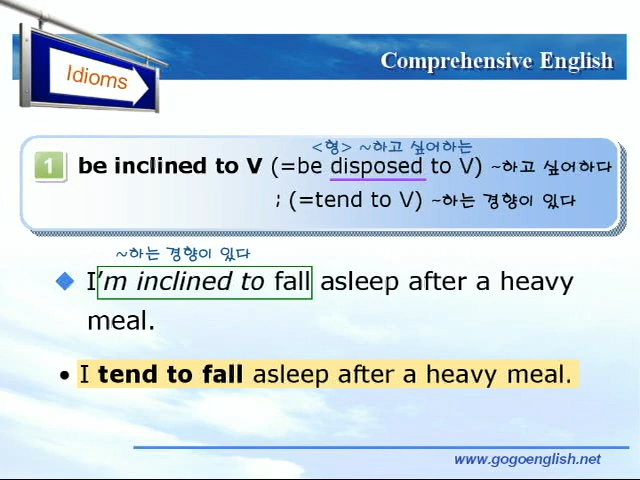 Idioms
Comprehensive English
<형> ~하고 싶어하는
1 be inclined to V (=be disposed to V) ~하고 싶어하다
; (=tend to V) ~하는 경향이 있다
~하는 경향이 있다
I'm inclined to fall asleep after a heavy
meal.
• I tend to fall asleep after a heavy meal.
www.gogoenglish.net